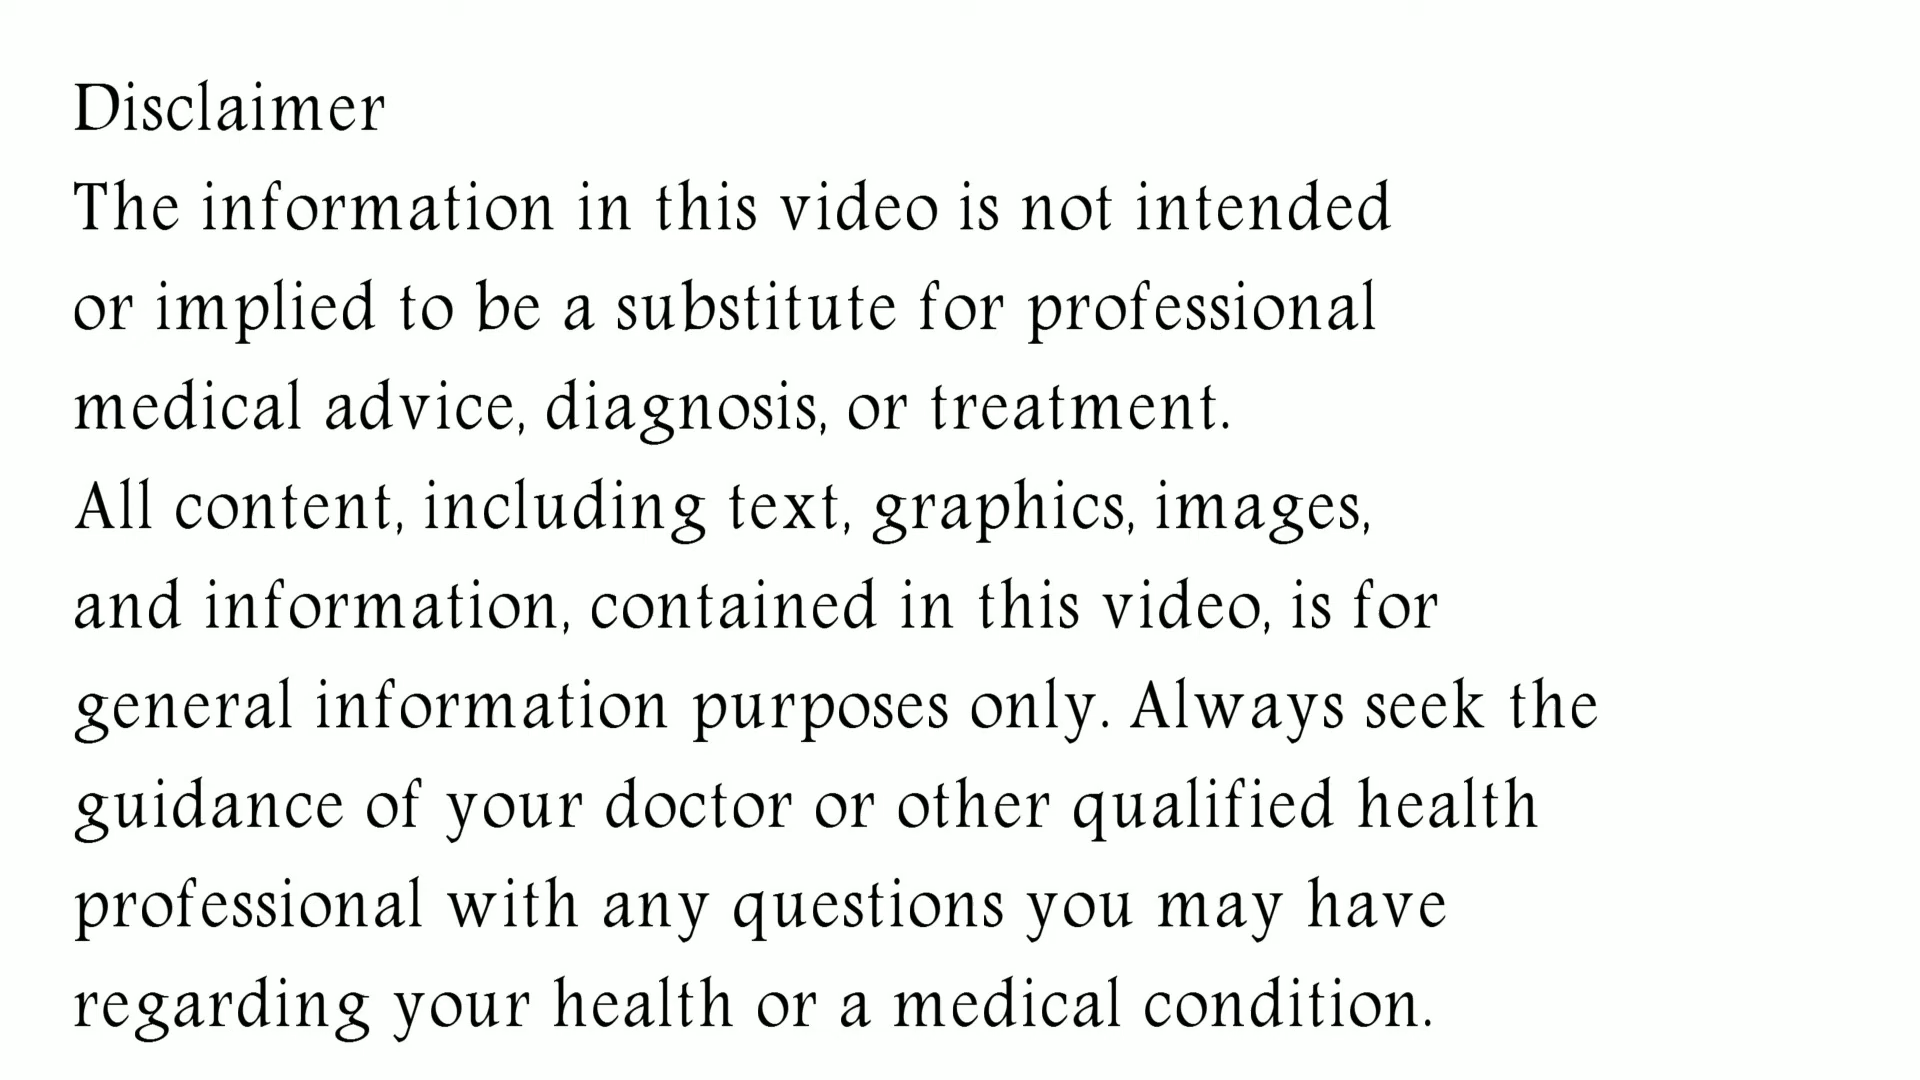 Disclaimer
The information in this video is not intended
or implied to be a substitute for professional
medical advice, diagnosis, or treatment.
All content, including text, graphics, images,
and information, contained in this video, is for
general information purposes only. Always seek the
guidance of your doctor or other qualified health
professional with any questions you may have
regarding your health or a medical condition.